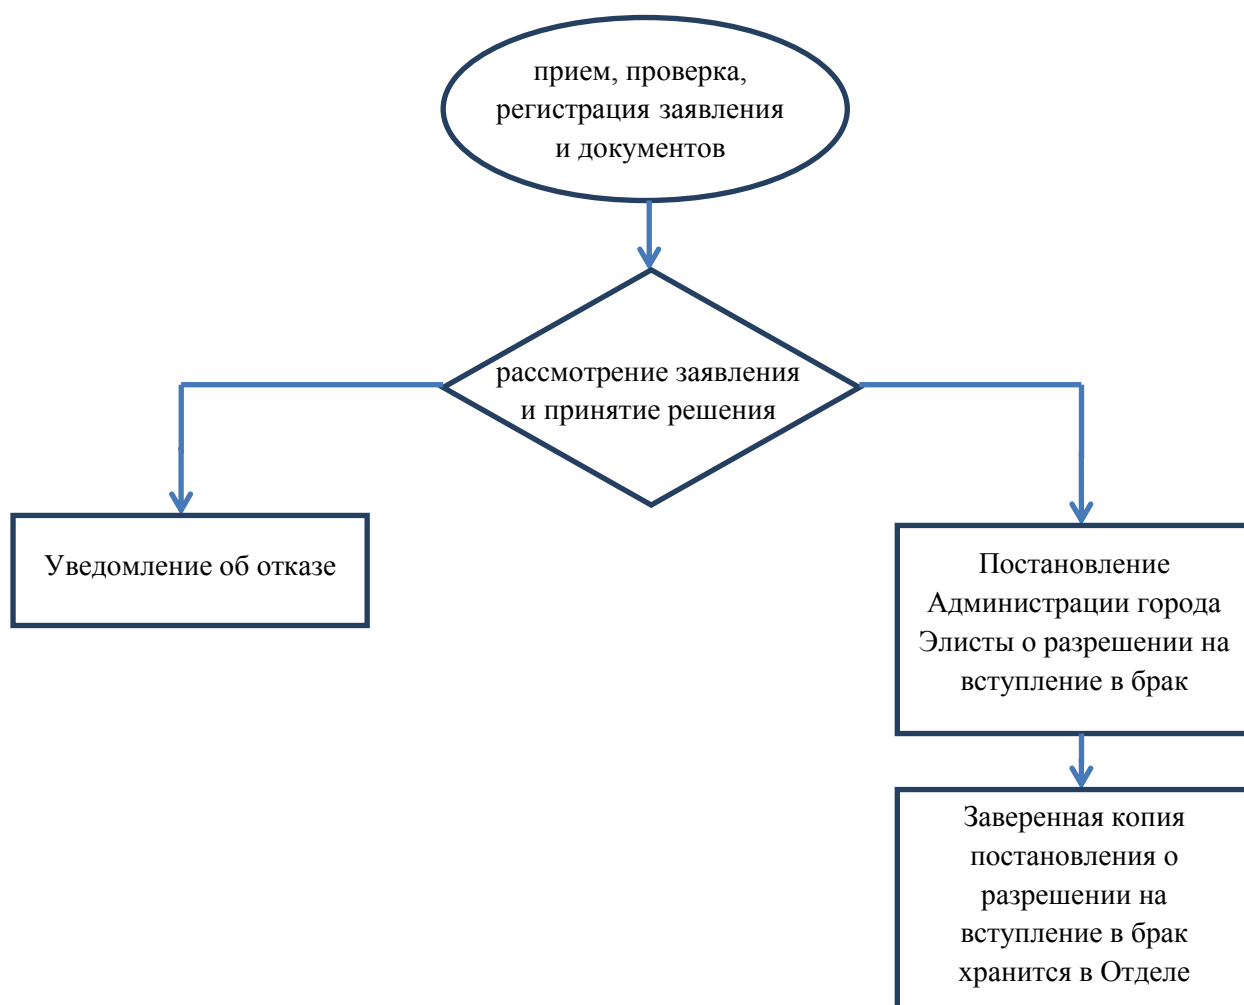 прием, проверка,
регистрация заявления
и документов
рассмотрение заявления
и принятие решения
Уведомление об отказе
Постановление
Администрации города
Элисты о разрешении на
вступление в брак
Заверенная копия
постановления о
разрешении на
вступление в брак
хранится в Отделе